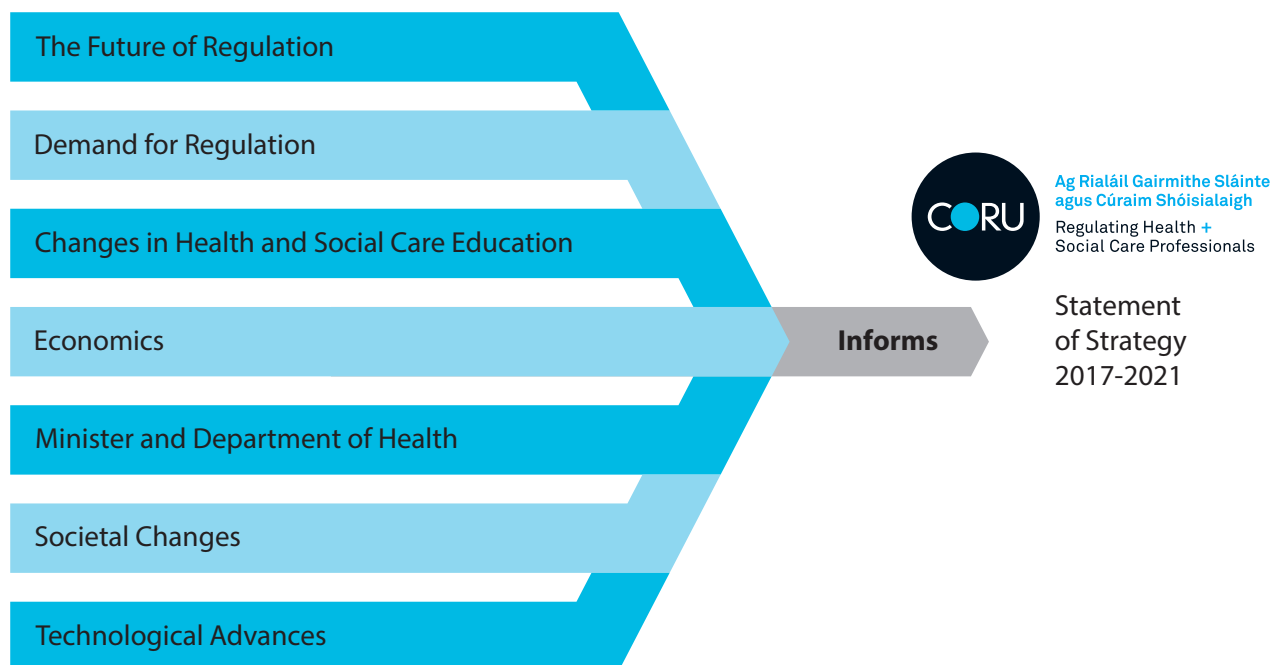 The Future of Regulation
Demand for Regulation
Changes in Health and Social Care Education
Economics
Minister and Department of Health
Societal Changes
Technological Advances
Informs
CORU
Ag Rialáil Gairmithe Sláinte
agus Cúraim Shóisialaigh
Regulating Health +
Social Care Professionals
Statement
of Strategy
2017-2021